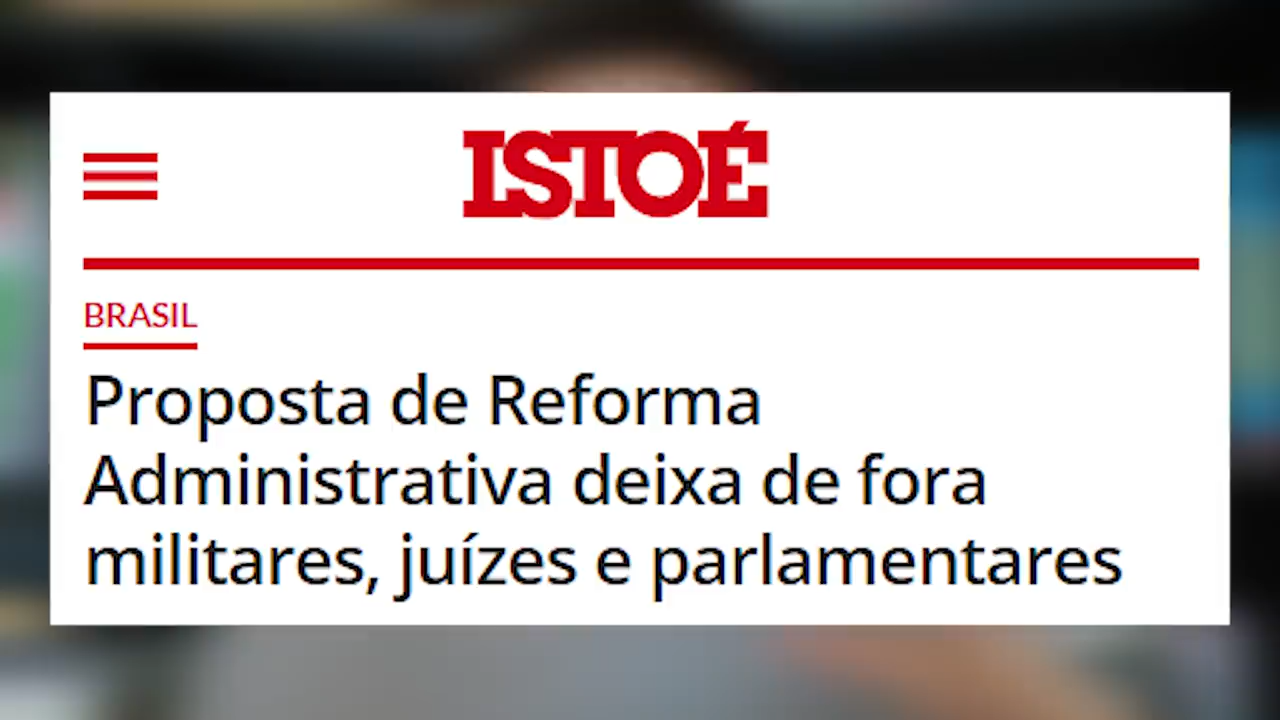 ISTOÉ
BRASIL
Proposta de Reforma
Administrativa deixa de fora
militares, juízes e parlamentares